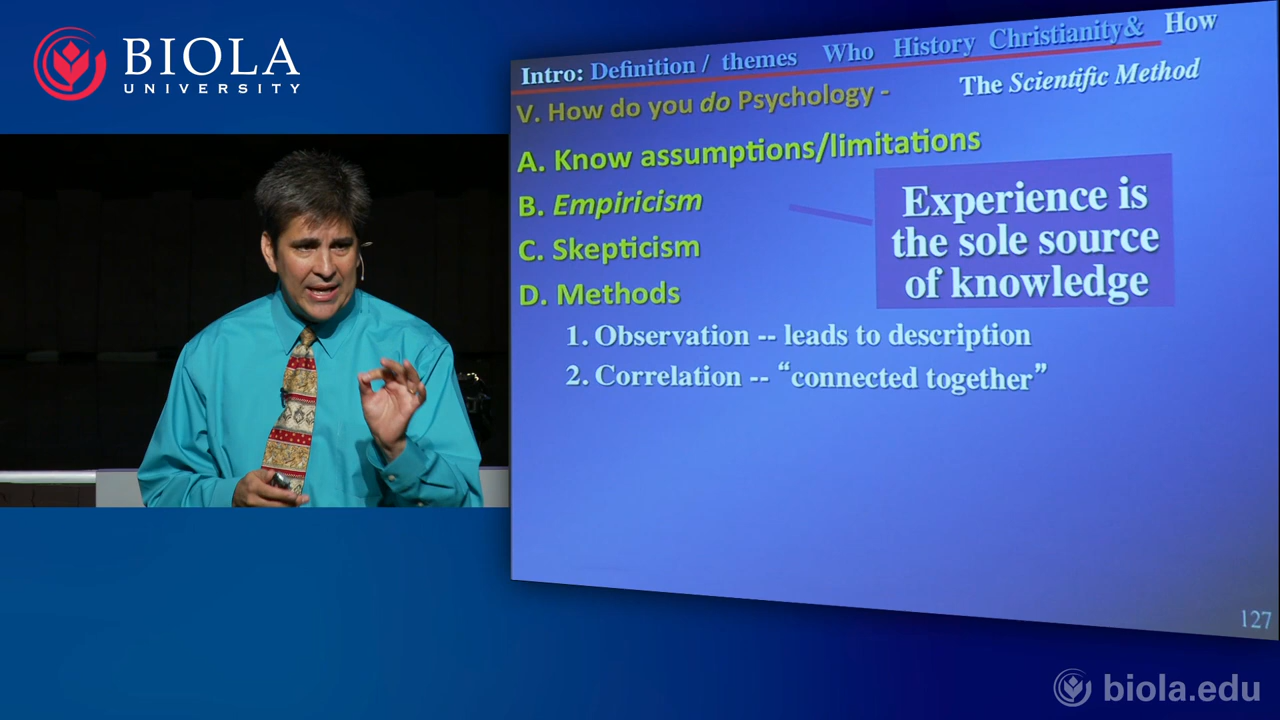 BIOLA
UNIVERSITY
Intro: Definition / themes Who History Christianity& How
V. How do you do Psychology -
The Scientific Method
A. Know assumptions/limitations
B. Empiricism
C. Skepticism
D. Methods
1. Observation -- leads to description
2. Correlation -- “connected together”
Experience is
the sole source
of knowledge
127
biola.edu